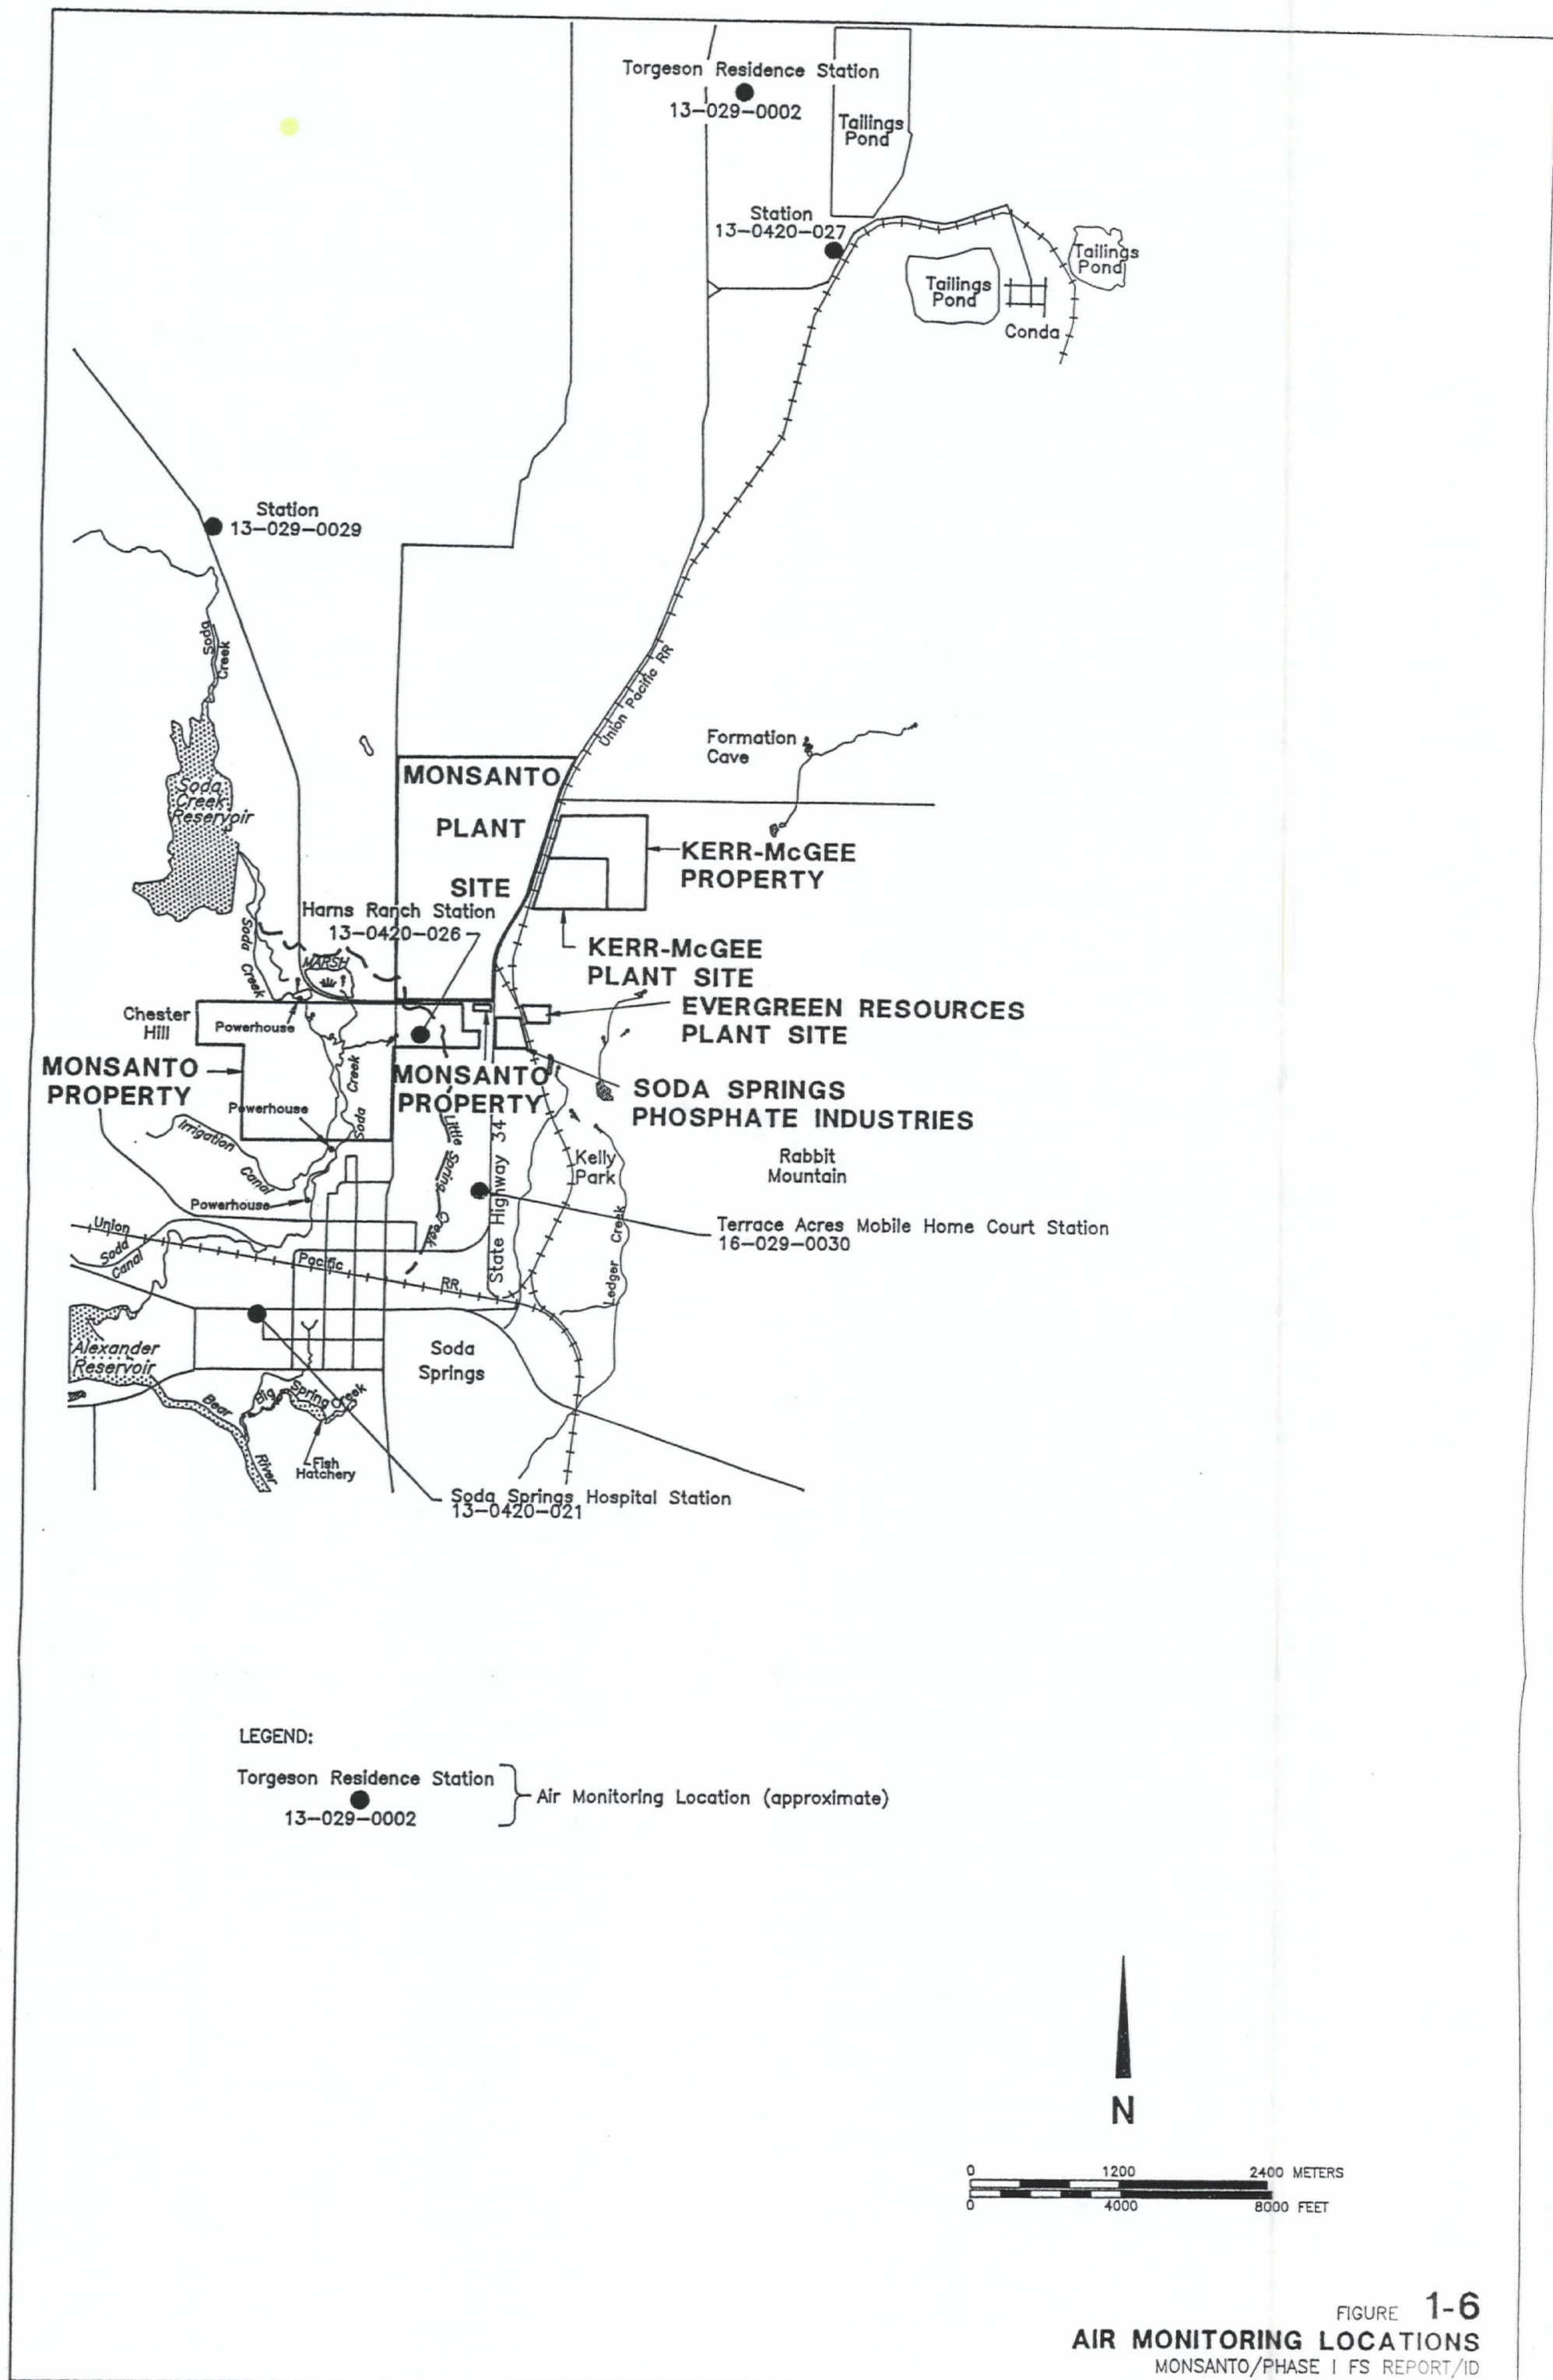 Torgeson Residence Station
13-029-0002
Tailings
Pond
Station
13-0420-027
Tailings
Pond
Tailings
Pond
Conda
Station
13-029-0029
Soda
Creek
Union Pacific RR
Formation
Cave
MONSANTO
PLANT
SITE
Soda
Creek
Reservoir
KERR-McGEE
PROPERTY
Harns Ranch Station
13-0420-026
KERR-McGEE
PLANT SITE
Soda
Creek
MARSH
EVERGREEN RESOURCES
PLANT SITE
Chester
Hill
Powerhouse
MONSANTO
PROPERTY
MONSANTO
PROPERTY
SODA SPRINGS
PHOSPHATE INDUSTRIES
Creek
Soda
Powerhouse
Irrigation
Canal
Little Spring Creek
State Highway 34
Kelly
Park
Rabbit
Mountain
Powerhouse
Ledger Creek
Terrace Acres Mobile Home Court Station
16-029-0030
Union
Pacific
RR
Soda
Canal
Alexander
Reservoir
Soda
Springs
Bear
River
Big Spring Creek
Fish
Hatchery
Soda Springs Hospital Station
13-0420-021
LEGEND:
Torgeson Residence Station
13-029-0002
Air Monitoring Location (approximate)
N
0 1200 2400 METERS
0 4000 8000 FEET
FIGURE 1-6
AIR MONITORING LOCATIONS
MONSANTO/PHASE I FS REPORT/ID